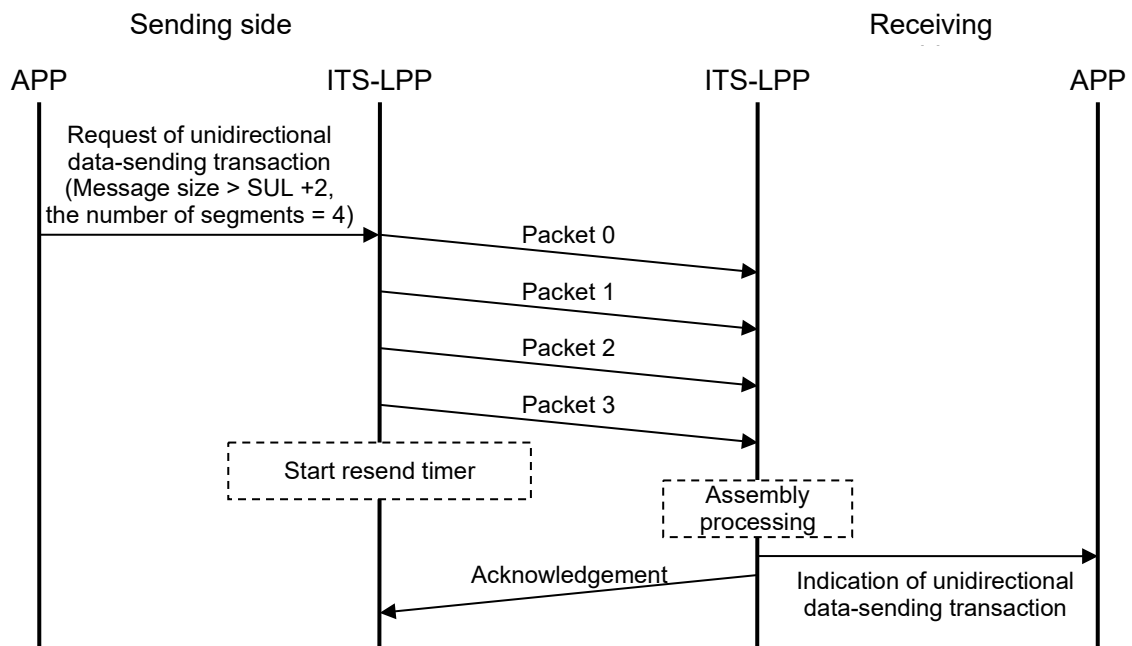 Sending side
Receiving
APP
ITS-LPP
ITS-LPP
APP
Request of unidirectional
data-sending transaction
(Message size > SUL +2,
the number of segments = 4)
Packet 0
Packet 1
Packet 2
Packet 3
Start resend timer
Assembly
processing
Acknowledgement
Indication of unidirectional
data-sending transaction